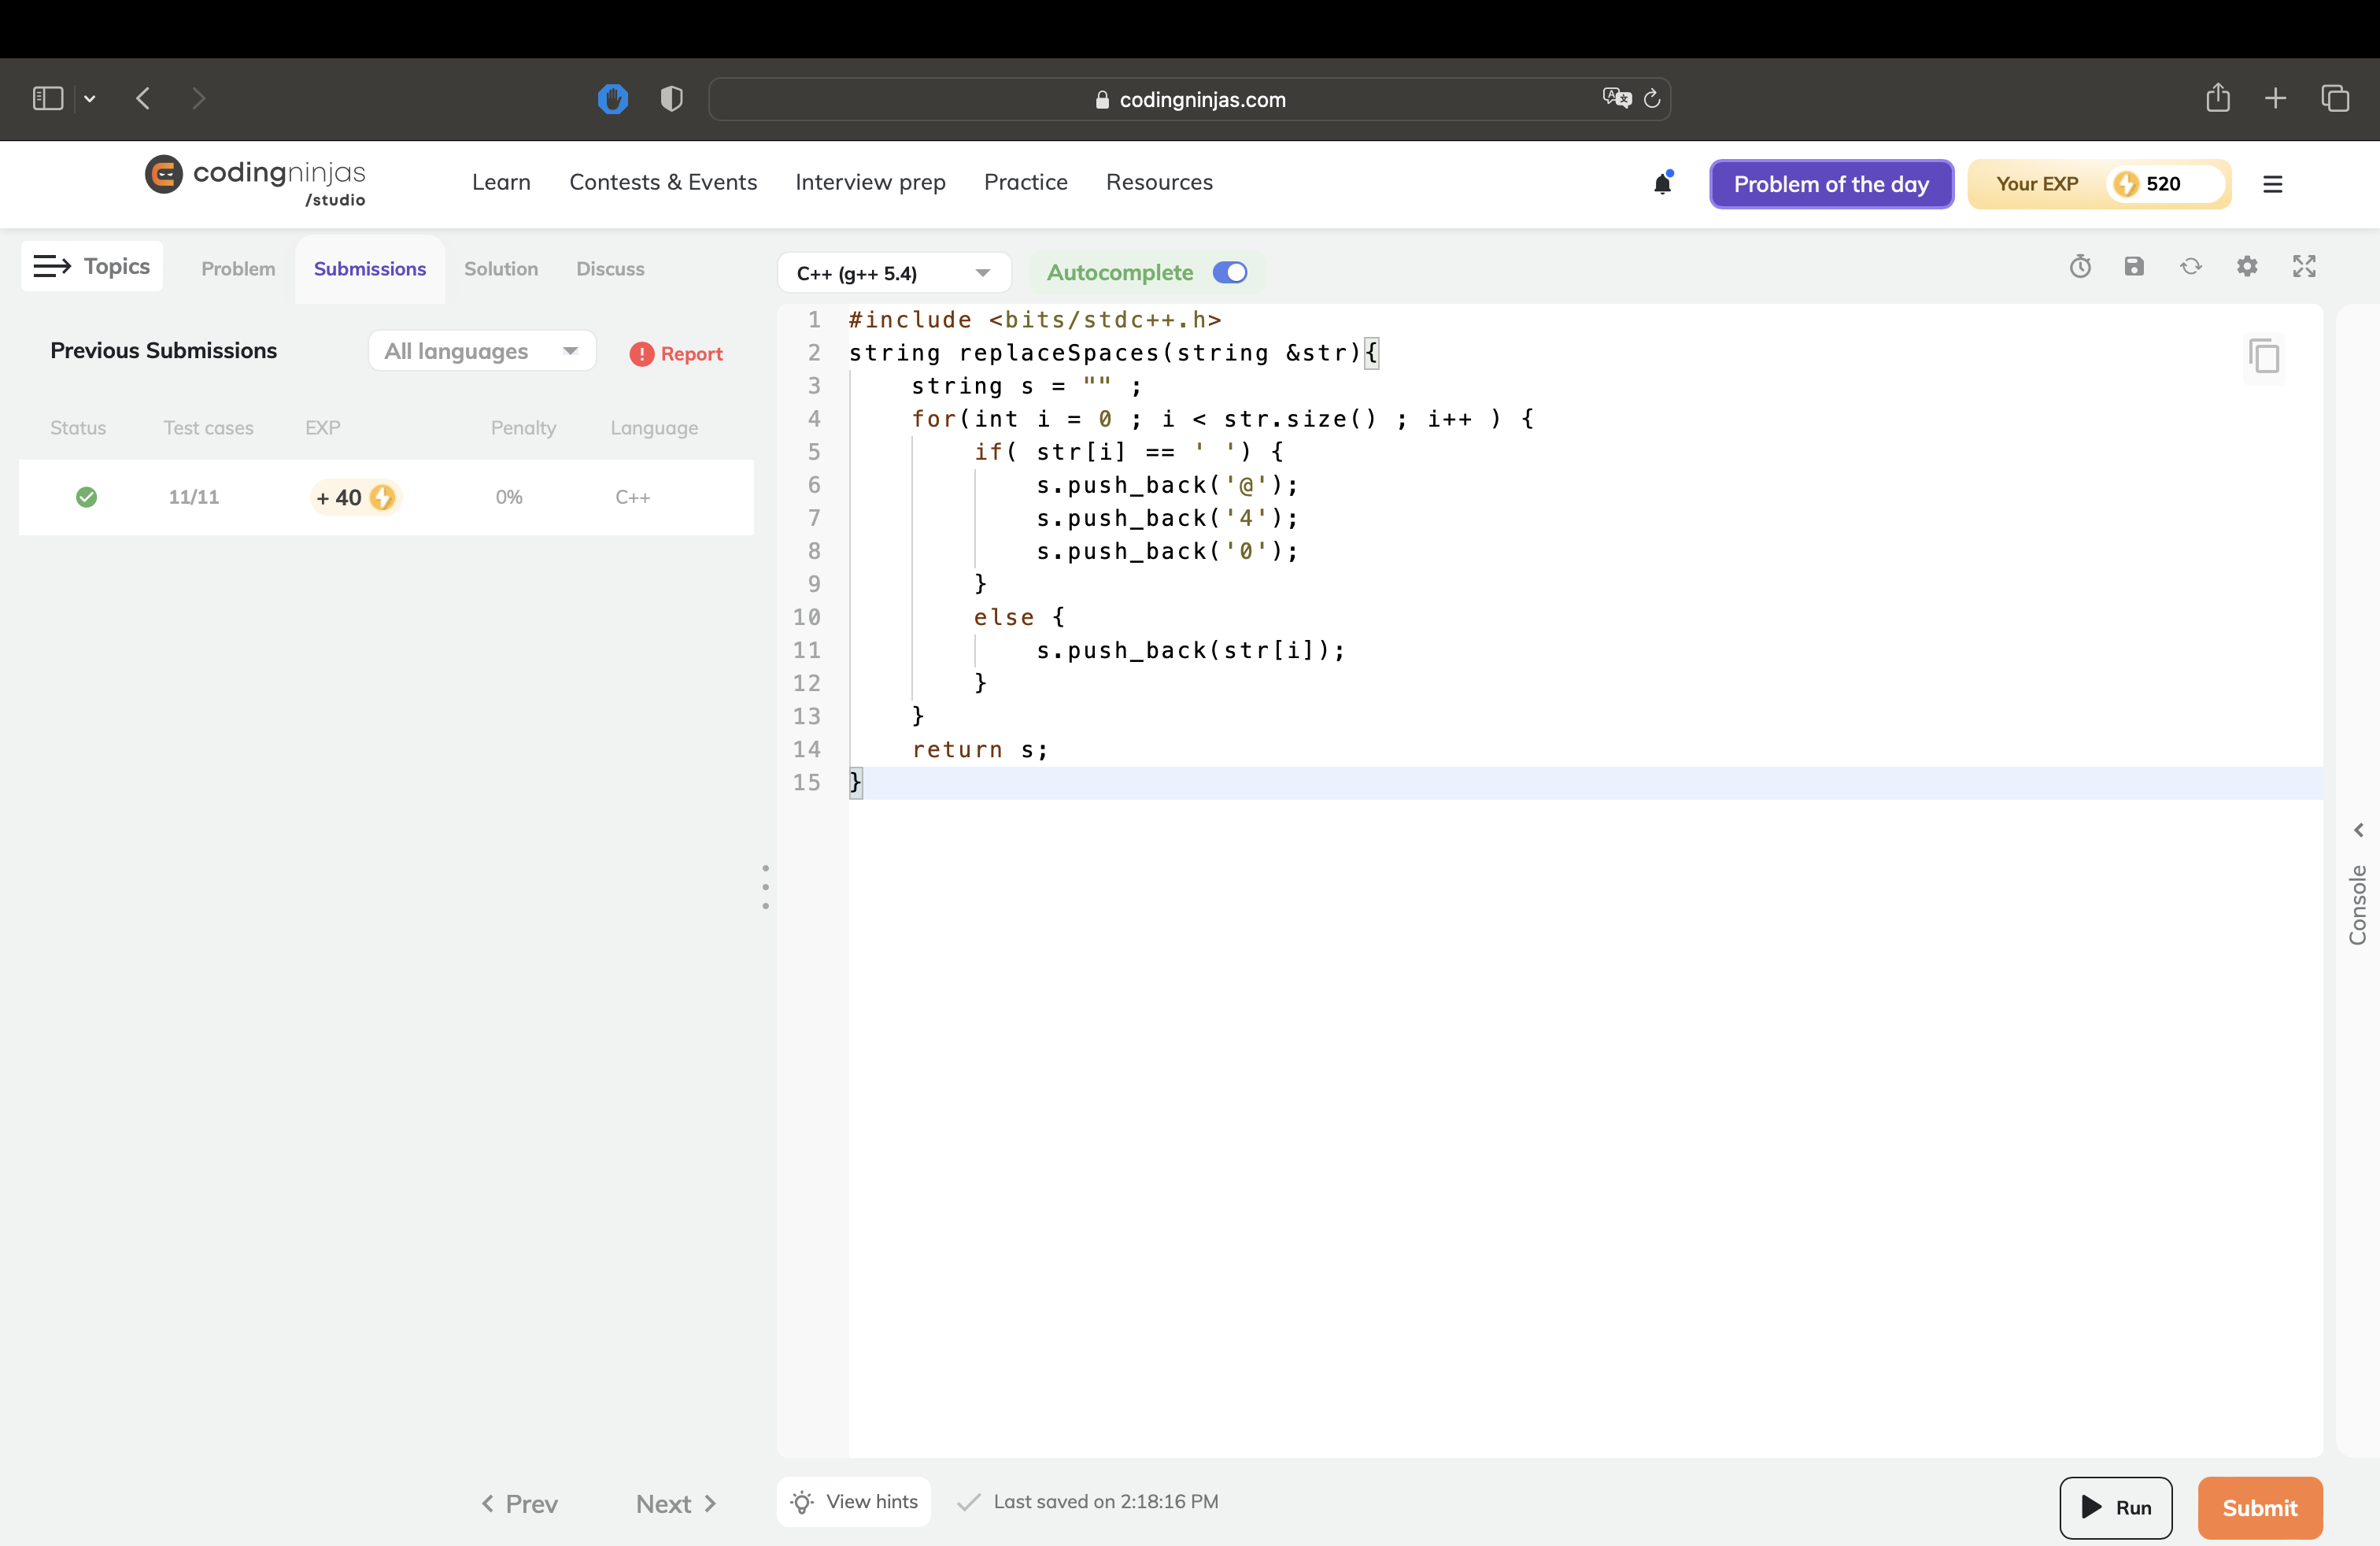 codingninjas.com
codingninjas
/studio
Learn Contests & Events Interview prep Practice Resources
Problem of the day
Your EXP 520
Topics Problem Submissions Solution Discuss
C++ (g++ 5.4) Autocomplete
Previous Submissions All languages ! Report
Status Test cases EXP Penalty Language
11/11 + 40 0% C++
1 #include <bits/stdc++.h>
2 string replaceSpaces(string &str){
3 string s = "" ;
4 for(int i = 0 ; i < str.size() ; i++ ) {
5 if( str[i] == ' ') {
6 s.push_back('@');
7 s.push_back('4');
8 s.push_back('0');
9 }
10 else {
11 s.push_back(str[i]);
12 }
13 }
14 return s;
15 }
Console
Prev Next
View hints Last saved on 2:18:16 PM
Run Submit